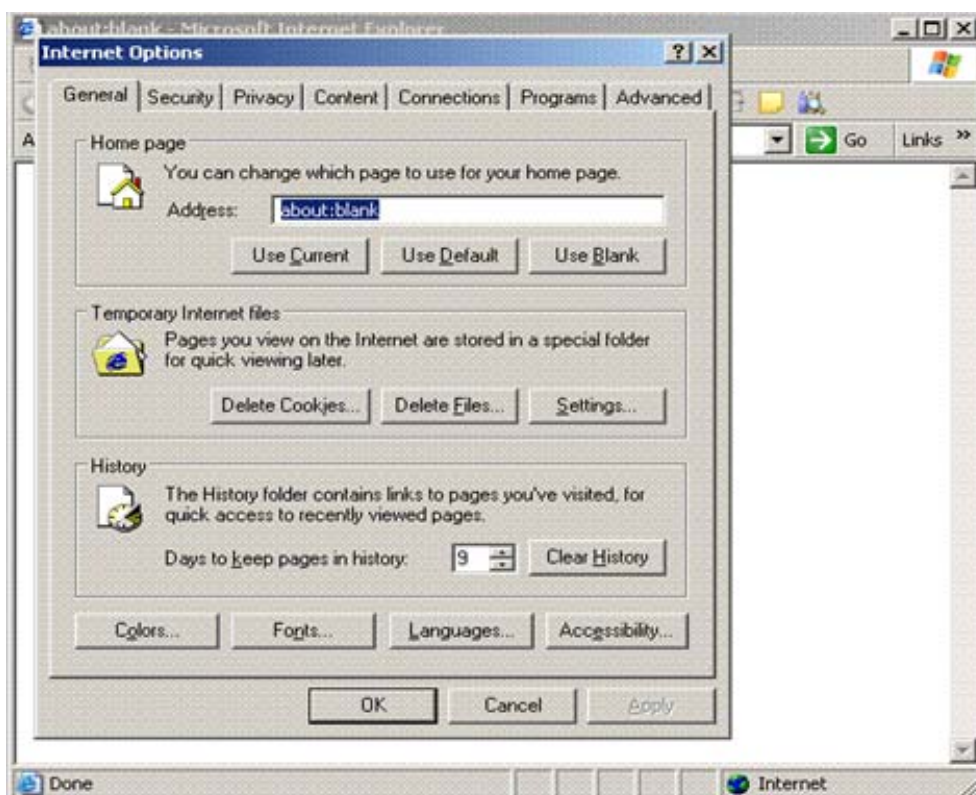 about:blank - Microsoft Internet Explorer
Internet Options
General Security Privacy Content Connections Programs Advanced
Go Links »
Home page
You can change which page to use for your home page.
Address: about:blank
Use Current Use Default Use Blank
Temporary Internet files
Pages you view on the Internet are stored in a special folder
for quick viewing later.
Delete Cookies... Delete Files... Settings...
History
The History folder contains links to pages you've visited, for
quick access to recently viewed pages.
Days to keep pages in history: 9 Clear History
Colors... Fonts... Languages... Accessibility...
OK Cancel Apply
Done Internet